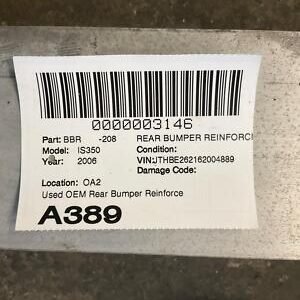 0000003146
Part: BBR -208 REAR BUMPER REINFORCE
Model: IS350 Condition:
Year: 2006 VIN: JTHBE262162004889
Damage Code:
Location: OA2
Used OEM Rear Bumper Reinforce
A389